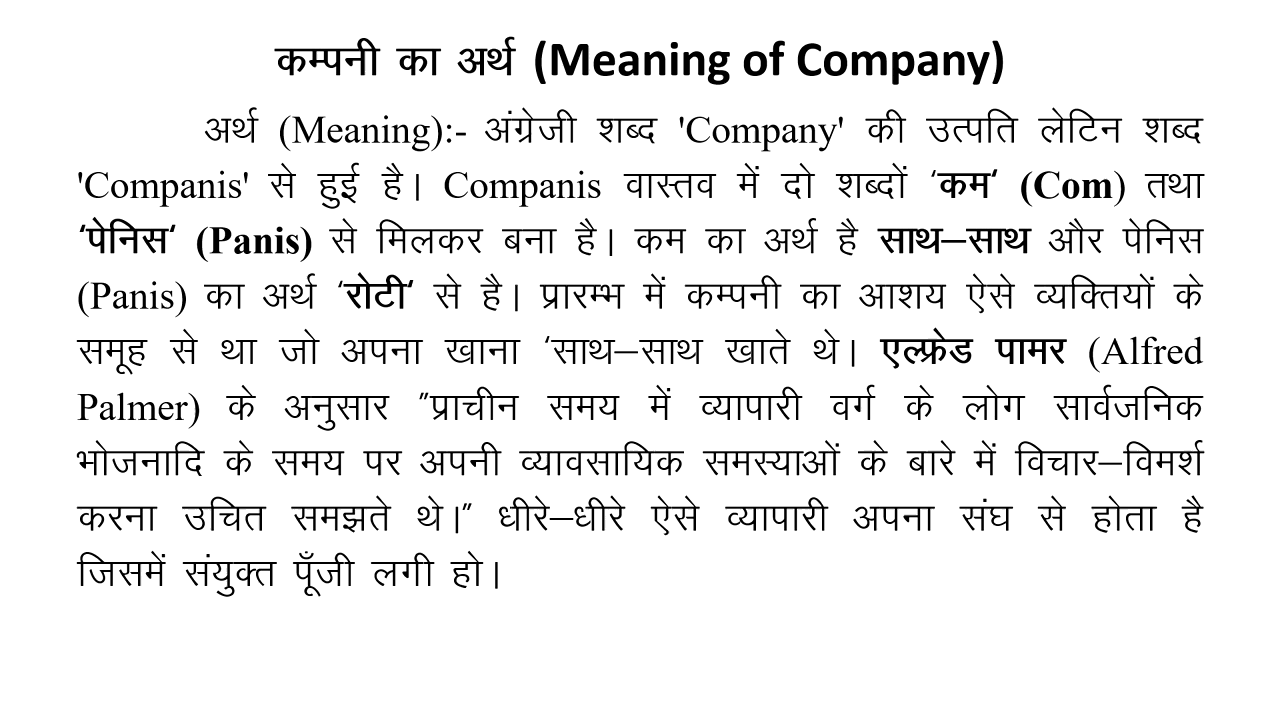 कम्पनी का अर्थ (Meaning of Company)
अर्थ (Meaning):- अंग्रेजी शब्द 'Company' की उत्पति लेटिन शब्द
'Companis' से हुई है। Companis वास्तव में दो शब्दों ‘कम‘ (Com) तथा
‘पेनिस‘ (Panis) से मिलकर बना है। कम का अर्थ है साथ–साथ और पेनिस
(Panis) का अर्थ ‘रोटी‘ से है। प्रारम्भ में कम्पनी का आशय ऐसे व्यक्तियों के
समूह से था जो अपना खाना ‘साथ–साथ खाते थे। एल्फ्रेड पामर (Alfred
Palmer) के अनुसार ”प्राचीन समय में व्यापारी वर्ग के लोग सार्वजनिक
भोजनादि के समय पर अपनी व्यावसायिक समस्याओं के बारे में विचार–विमर्श
करना उचित समझते थे।” धीरे–धीरे ऐसे व्यापारी अपना संघ से होता है
जिसमें संयुक्त पूँजी लगी हो।